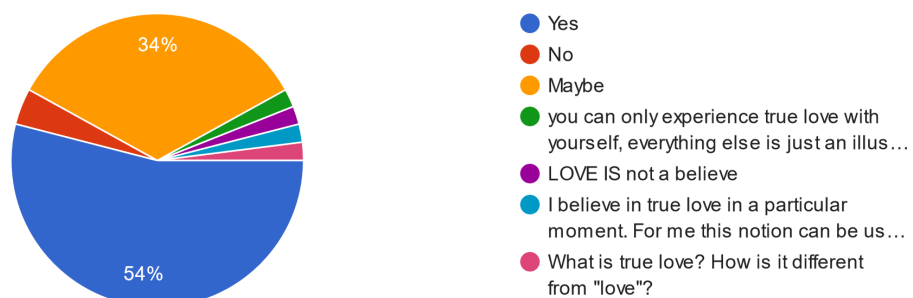 34%
54%
Yes
No
Maybe
you can only experience true love with
yourself, everything else is just an illus…
LOVE IS not a believe
I believe in true love in a particular
moment. For me this notion can be us…
What is true love? How is it different
from "love"?